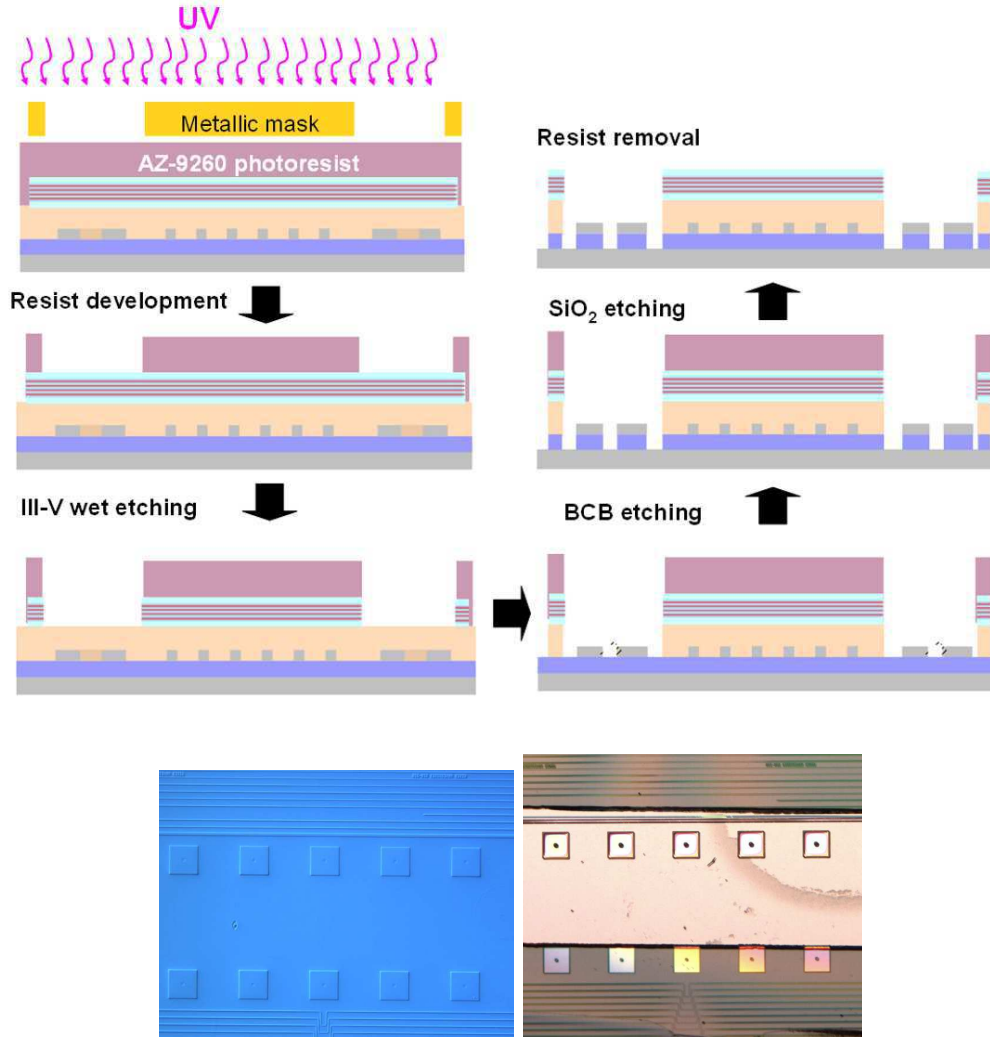 UV
Metallic mask
AZ-9260 photoresist
Resist development
III-V wet etching
BCB etching
SiO₂ etching
Resist removal